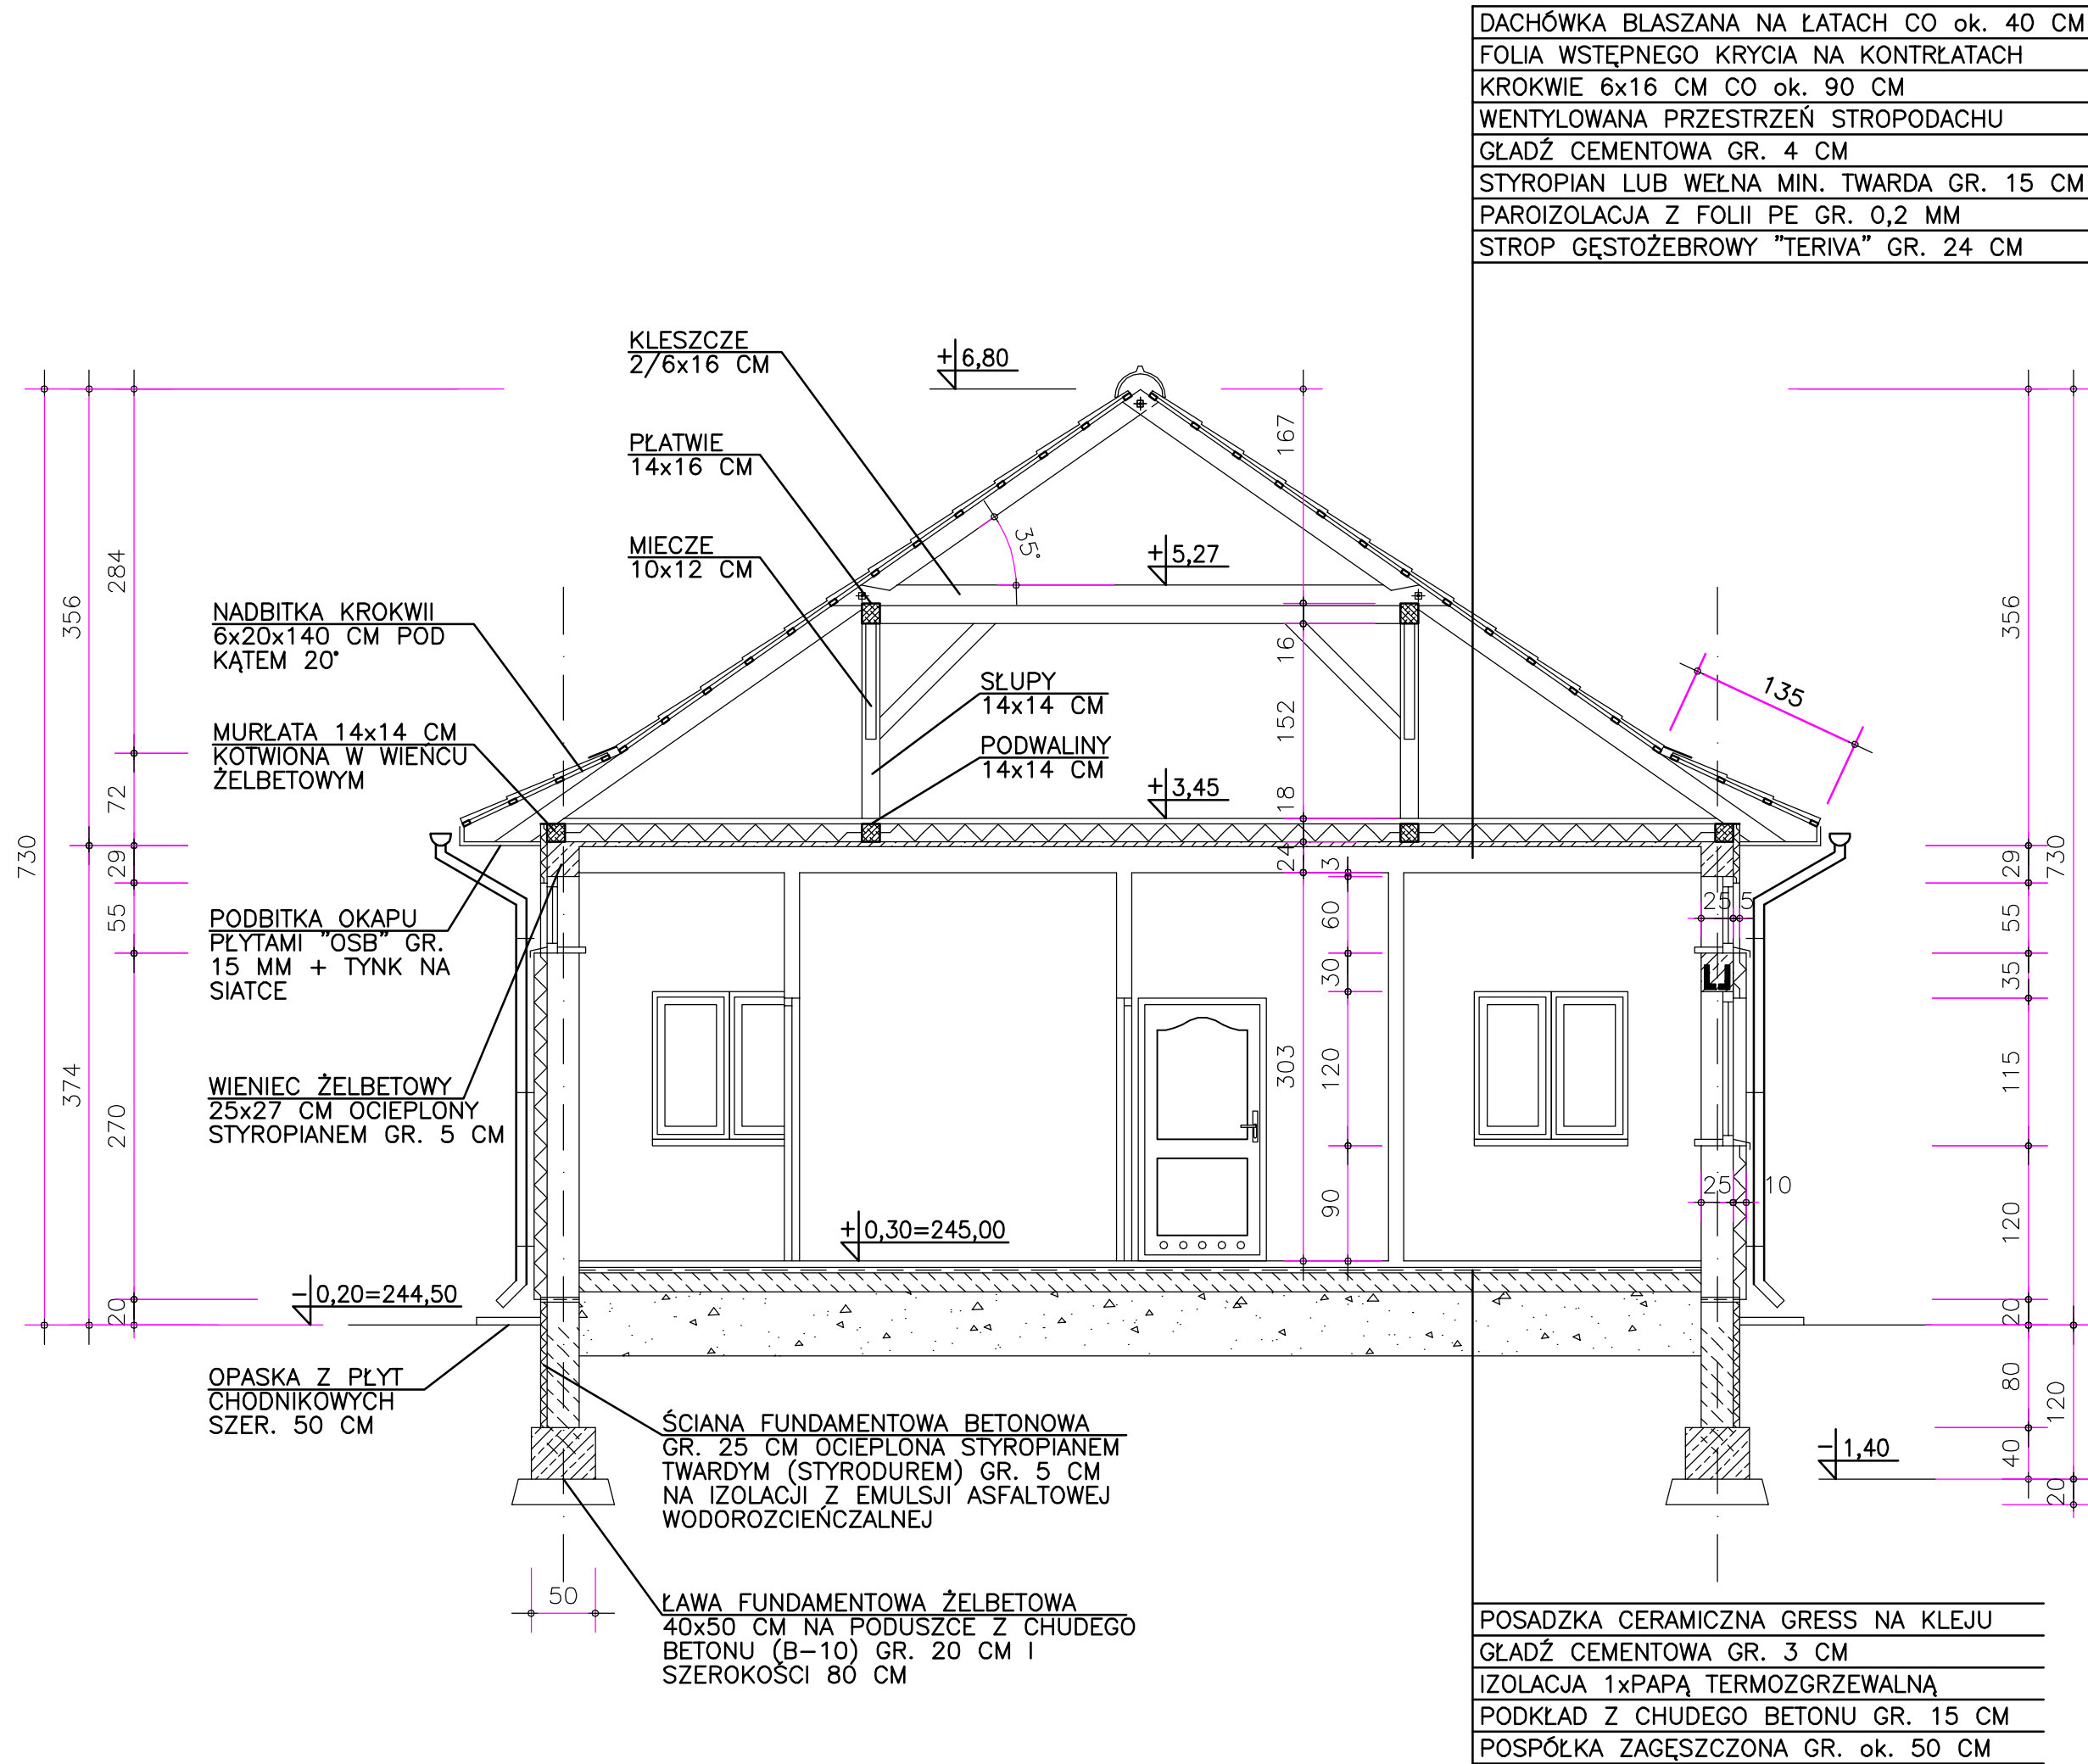 DACHÓWKA BLASZANA NA ŁATACH CO ok. 40 CM
FOLIA WSTĘPNEGO KRYCIA NA KONTRŁATACH
KROKWIE 6x16 CM CO ok. 90 CM
WENTYLOWANA PRZESTRZEŃ STROPODACHU
GŁADŹ CEMENTOWA GR. 4 CM
STYROPIAN LUB WEŁNA MIN. TWARDA GR. 15 CM
PAROIZOLACJA Z FOLII PE GR. 0,2 MM
STROP GĘSTOŻEBROWY "TERIVA" GR. 24 CM
KLESZCZE
2/6x16 CM
+6,80
PŁATWIE
14x16 CM
MIECZE
10x12 CM
35°
+5,27
NADBITKA KROKWII
6x20x140 CM POD
KĄTEM 20°
MURŁATA 14x14 CM
KOTWIONA W WIEŃCU
ŻELBETOWYM
SŁUPY
14x14 CM
PODWALINY
14x14 CM
+3,45
135
PODBITKA OKAPU
PŁYTAMI "OSB" GR.
15 MM + TYNK NA
SIATCE
WIENIEC ŻELBETOWY
25x27 CM OCIEPLONY
STYROPIANEM GR. 5 CM
+0,30=245,00
-0,20=244,50
OPASKA Z PŁYT
CHODNIKOWYCH
SZER. 50 CM
ŚCIANA FUNDAMENTOWA BETONOWA
GR. 25 CM OCIEPLONA STYROPIANEM
TWARDYM (STYRODUREM) GR. 5 CM
NA IZOLACJI Z EMULSJI ASFALTOWEJ
WODOROZCIEŃCZALNEJ
-1,40
50
ŁAWA FUNDAMENTOWA ŻELBETOWA
40x50 CM NA PODUSZCE Z CHUDEGO
BETONU (B-10) GR. 20 CM I
SZEROKOŚCI 80 CM
730
356
374
284
72
29
55
270
20
167
16
152
18
24
303
3
60
30
120
90
25 5
25 10
356
29
55
35
115
120
20
80
40
730
120
20
POSADZKA CERAMICZNA GRESS NA KLEJU
GŁADŹ CEMENTOWA GR. 3 CM
IZOLACJA 1xPAPĄ TERMOZGRZEWALNĄ
PODKŁAD Z CHUDEGO BETONU GR. 15 CM
POSPÓŁKA ZAGĘSZCZONA GR. ok. 50 CM